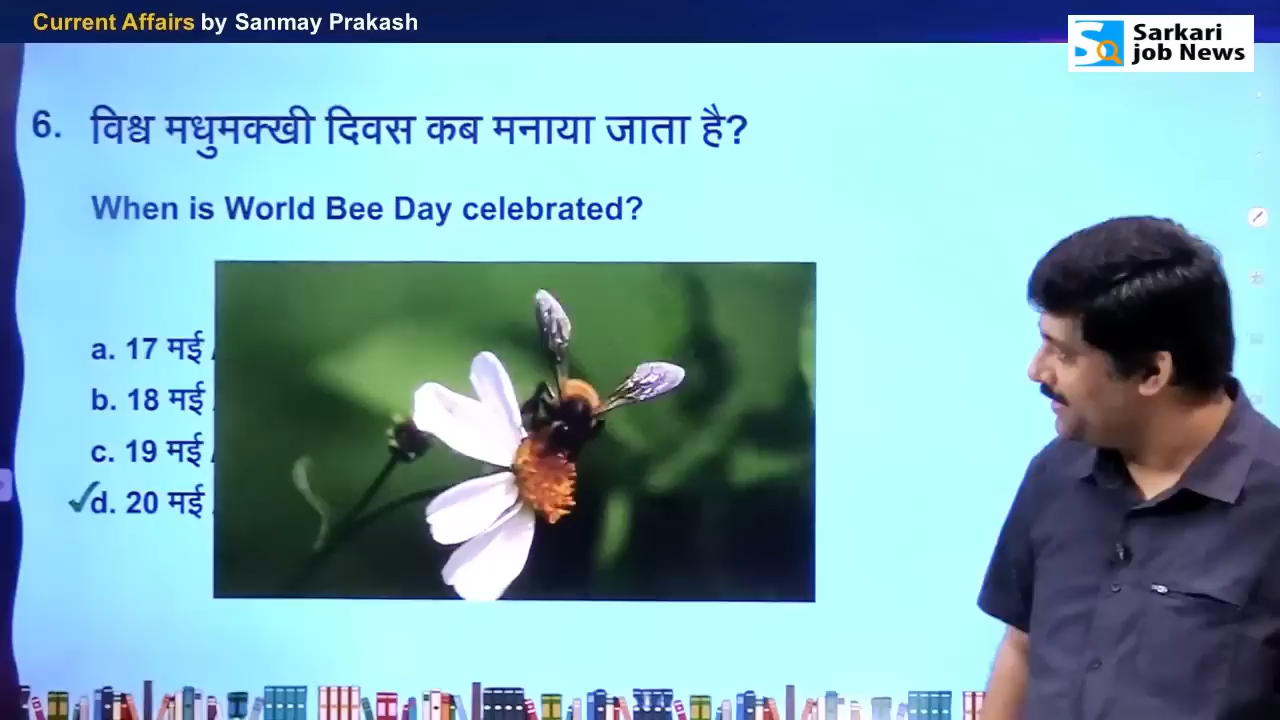 Current Affairs by Sanmay Prakash
Sarkari
job News
6. विश्व मधुमक्खी दिवस कब मनाया जाता है?
When is World Bee Day celebrated?
a. 17 मई
b. 18 मई
c. 19 मई
d. 20 मई